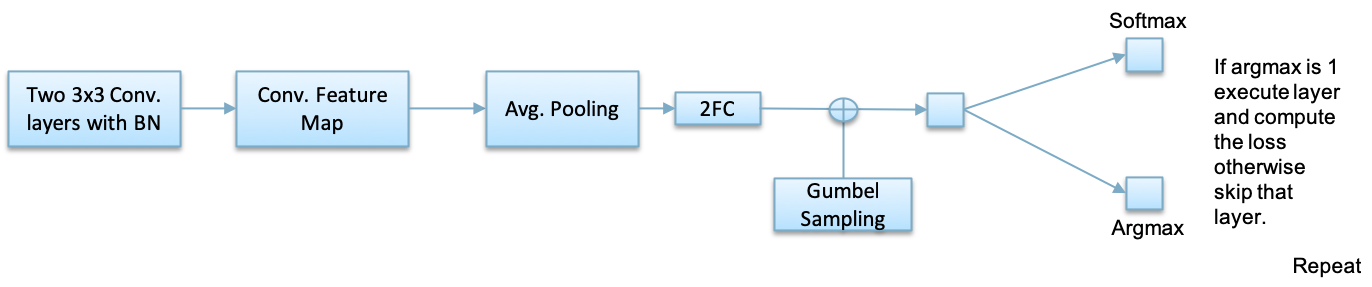 Softmax
Two 3x3 Conv.
layers with BN
Conv. Feature
Map
Avg. Pooling
2FC
Gumbel
Sampling
Argmax
If argmax is 1
execute layer
and compute
the loss
otherwise
skip that
layer.
Repeat